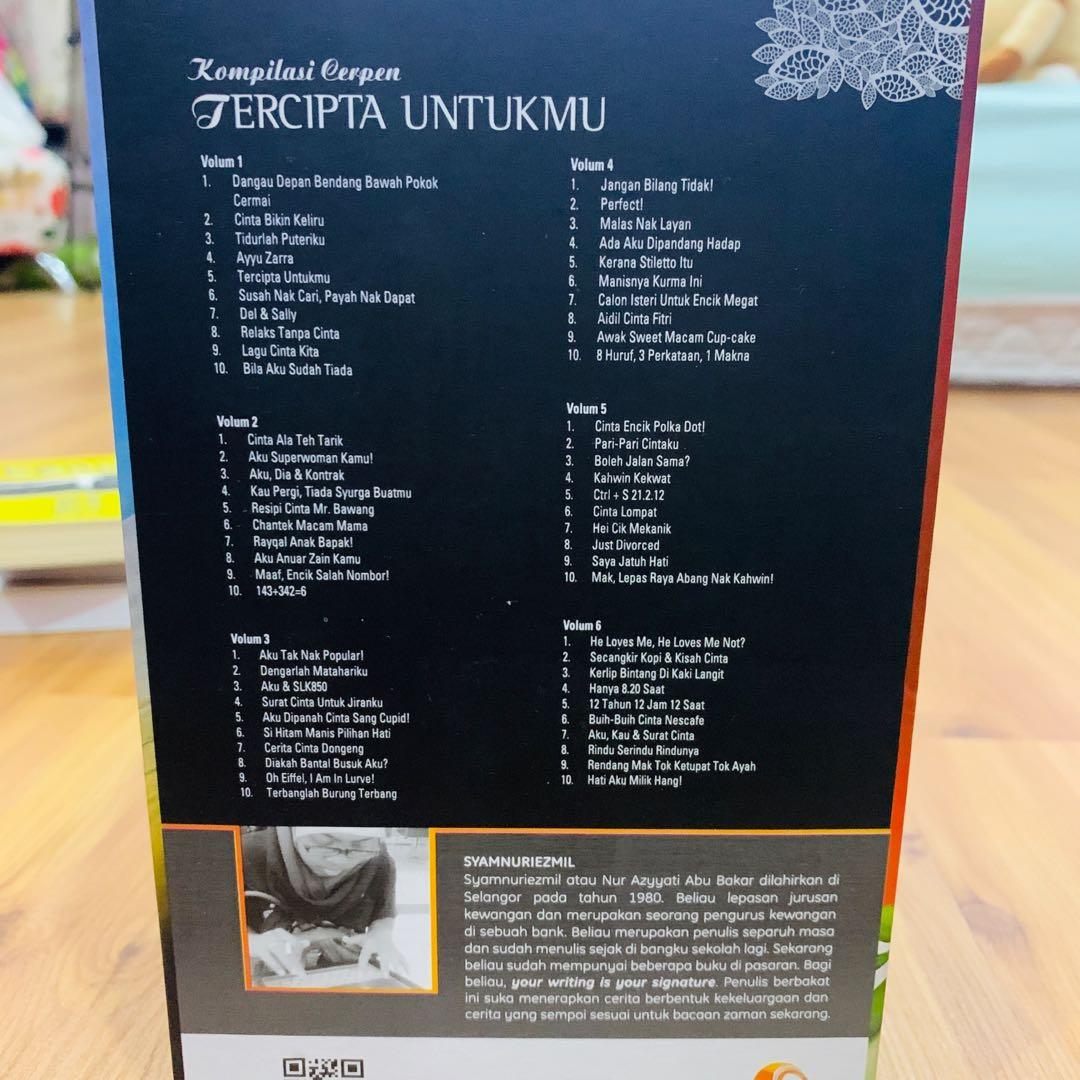 Kompilasi Cerpen
TERCIPTA UNTUKMU
Volum 1
1. Dangau Depan Bendang Bawah Pokok
Cermai
2. Cinta Bikin Keliru
3. Tidurlah Puteriku
4. Ayyu Zarra
5. Tercipta Untukmu
6. Susah Nak Cari, Payah Nak Dapat
7. Del & Sally
8. Relaks Tanpa Cinta
9. Lagu Cinta Kita
10. Bila Aku Sudah Tiada
Volum 2
1. Cinta Ala Teh Tarik
2. Aku Superwoman Kamu!
3. Aku, Dia & Kontrak
4. Kau Pergi, Tiada Syurga Buatmu
5. Resipi Cinta Mr. Bawang
6. Chantek Macam Mama
7. Rayqal Anak Bapak!
8. Aku Anuar Zain Kamu
9. Maaf, Encik Salah Nombor!
10. 143+342=6
Volum 3
1. Aku Tak Nak Popular!
2. Dengarlah Matahariku
3. Aku & SLK850
4. Surat Cinta Untuk Jiranku
5. Aku Dipanah Cinta Sang Cupid!
6. Si Hitam Manis Pilihan Hati
7. Cerita Cinta Dongeng
8. Diakah Bantal Busuk Aku?
9. Oh Eiffel, I Am In Lurve!
10. Terbanglah Burung Terbang
Volum 4
1. Jangan Bilang Tidak!
2. Perfect!
3. Malas Nak Layan
4. Ada Aku Dipandang Hadap
5. Kerana Stiletto Itu
6. Manisnya Kurma Ini
7. Calon Isteri Untuk Encik Megat
8. Aidil Cinta Fitri
9. Awak Sweet Macam Cup-cake
10. 8 Huruf, 3 Perkataan, 1 Makna
Volum 5
1. Cinta Encik Polka Dot!
2. Pari-Pari Cintaku
3. Boleh Jalan Sama?
4. Kahwin Kekwat
5. Ctrl + S 21.2.12
6. Cinta Lompat
7. Hei Cik Mekanik
8. Just Divorced
9. Saya Jatuh Hati
10. Mak, Lepas Raya Abang Nak Kahwin!
Volum 6
1. He Loves Me, He Loves Me Not?
2. Secangkir Kopi & Kisah Cinta
3. Kerlip Bintang Di Kaki Langit
4. Hanya 8.20 Saat
5. 12 Tahun 12 Jam 12 Saat
6. Buih-Buih Cinta Nescafe
7. Aku, Kau & Surat Cinta
8. Rindu Serindu Rindunya
9. Rendang Mak Tok Ketupat Tok Ayah
10. Hati Aku Milik Hang!
SYAMNURIEZMIL
Syamnuriezmil atau Nur Azyyati Abu Bakar dilahirkan di
Selangor pada tahun 1980. Beliau lepasan jurusan
kewangan dan merupakan seorang pengurus kewangan
di sebuah bank. Beliau merupakan penulis separuh masa
dan sudah menulis sejak di bangku sekolah lagi. Sekarang
beliau sudah mempunyai beberapa buku di pasaran. Bagi
beliau, your writing is your signature. Penulis berbakat
ini suka menerapkan cerita berbentuk kekeluargaan dan
cerita yang sempoi sesuai untuk bacaan zaman sekarang.